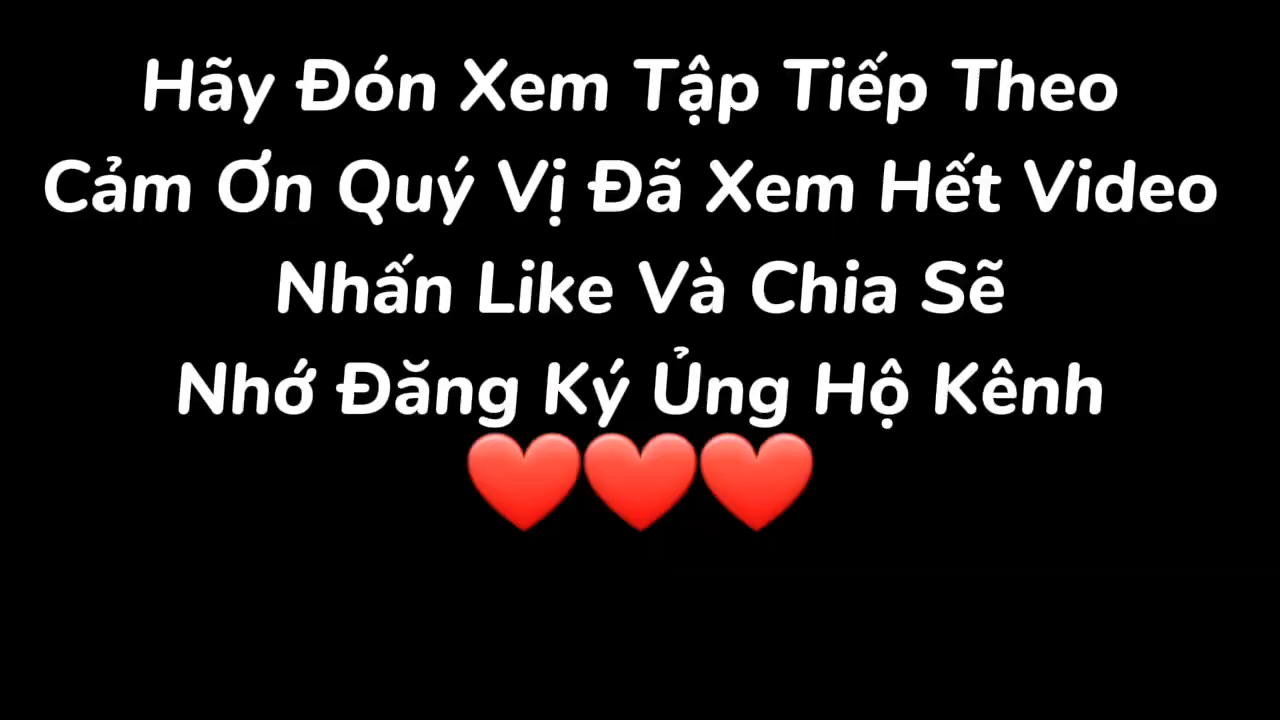 Hãy Đón Xem Tập Tiếp Theo
Cảm Ơn Quý Vị Đã Xem Hết Video
Nhấn Like Và Chia Sẽ
Nhớ Đăng Ký Ủng Hộ Kênh
❤️❤️❤️